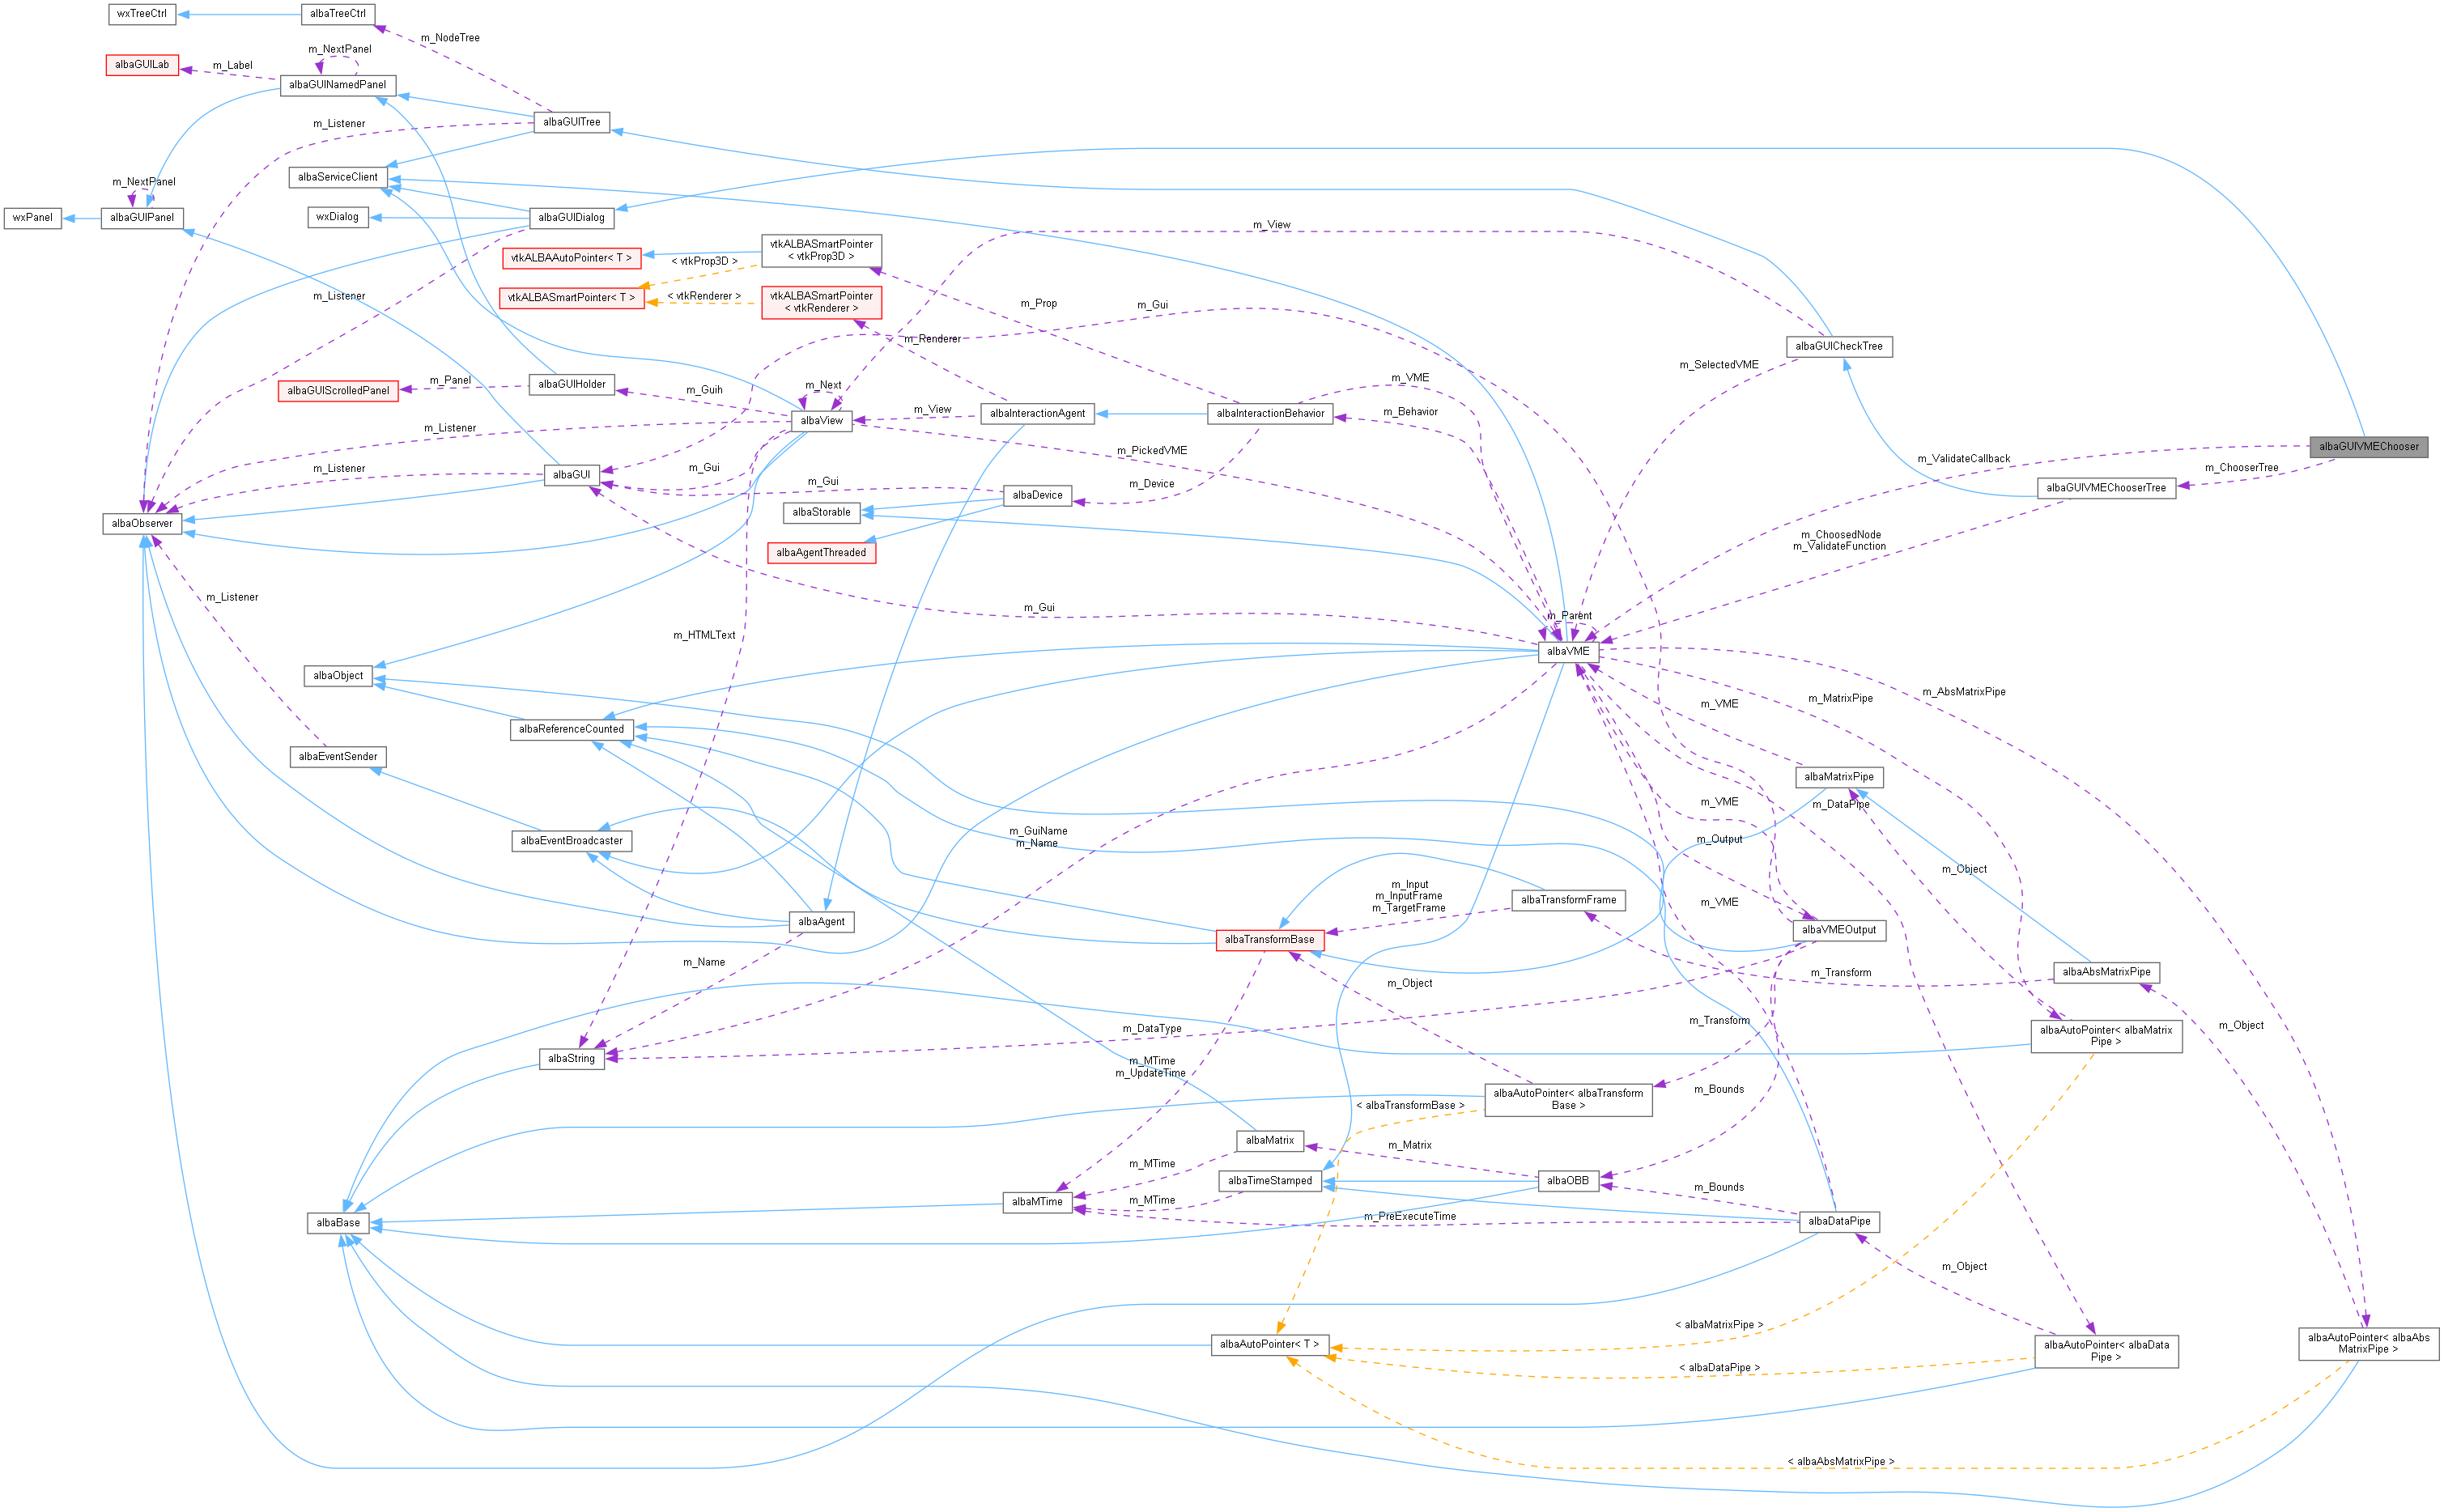 wxTreeCtrl
albaTreeCtrl
m_NodeTree
m_NextPanel
albaGUILab
m_Label
albaGUINamedPanel
albaGUITree
m_Listener
albaServiceClient
m_NextPanel
wxPanel
albaGUIPanel
wxDialog
albaGUIDialog
m_View
vtkALBASmartPointer
< vtkProp3D >
vtkALBAAutoPointer< T >
< vtkProp3D >
m_Listener
vtkALBASmartPointer< T >
< vtkRenderer >
vtkALBASmartPointer
< vtkRenderer >
m_Prop
m_Gui
m_Renderer
albaGUICheckTree
m_SelectedVME
albaGUIScrolledPanel
m_Panel
albaGUIHolder
m_Guih
m_Next
m_VME
albaView
m_View
albaInteractionAgent
albaInteractionBehavior
m_Behavior
m_Listener
m_PickedVME
albaGUIVMEChooser
m_ValidateCallback
m_ChooserTree
m_Listener
albaGUI
m_Gui
m_Gui
albaDevice
m_Device
albaGUIVMEChooserTree
albaObserver
albaStorable
albaAgentThreaded
m_ChoosedNode
m_ValidateFunction
m_Listener
m_Gui
m_Parent
m_HTMLText
albaVME
albaObject
m_AbsMatrixPipe
m_MatrixPipe
m_VME
albaReferenceCounted
albaEventSender
albaMatrixPipe
m_VME
m_DataPipe
albaEventBroadcaster
m_GuiName
m_Name
m_Output
m_Object
m_Input
m_InputFrame
m_TargetFrame
albaTransformFrame
m_VME
albaAgent
albaTransformBase
albaVMEOutput
m_Name
m_Object
m_Transform
albaAbsMatrixPipe
m_DataType
m_Transform
m_Object
albaAutoPointer< albaMatrix
Pipe >
albaString
m_MTime
m_UpdateTime
m_Bounds
albaAutoPointer< albaTransform
Base >
< albaTransformBase >
albaMatrix
m_Matrix
m_MTime
albaTimeStamped
albaOBB
m_Bounds
albaMTime
m_MTime
m_PreExecuteTime
albaBase
albaDataPipe
m_Object
< albaMatrixPipe >
albaAutoPointer< T >
< albaDataPipe >
albaAutoPointer< albaData
Pipe >
albaAutoPointer< albaAbs
MatrixPipe >
< albaAbsMatrixPipe >